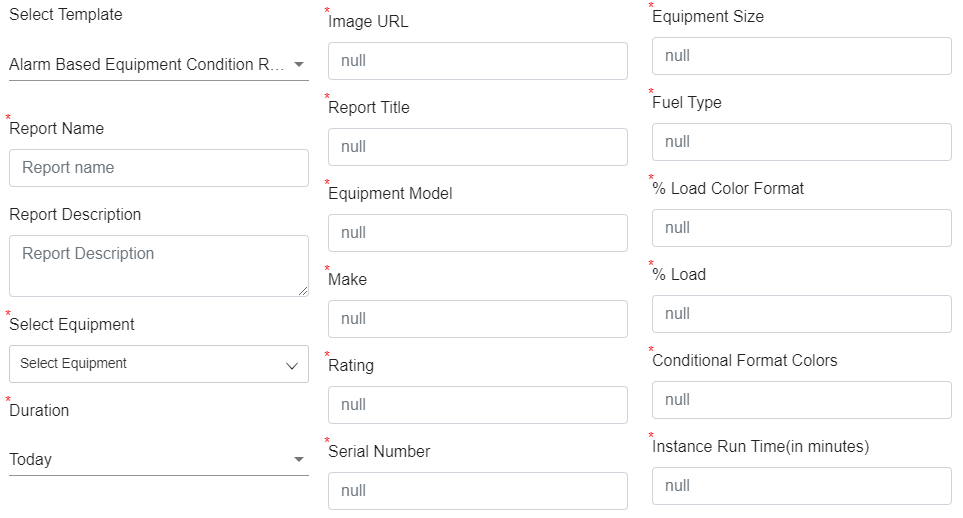 Select Template
Alarm Based Equipment Condition R...
* Report Name
Report name
Report Description
Report Description
* Select Equipment
Select Equipment
* Duration
Today
* Image URL
null
* Report Title
null
* Equipment Model
null
* Make
null
* Rating
null
* Serial Number
null
* Equipment Size
null
* Fuel Type
null
* % Load Color Format
null
* % Load
null
* Conditional Format Colors
null
* Instance Run Time(in minutes)
null